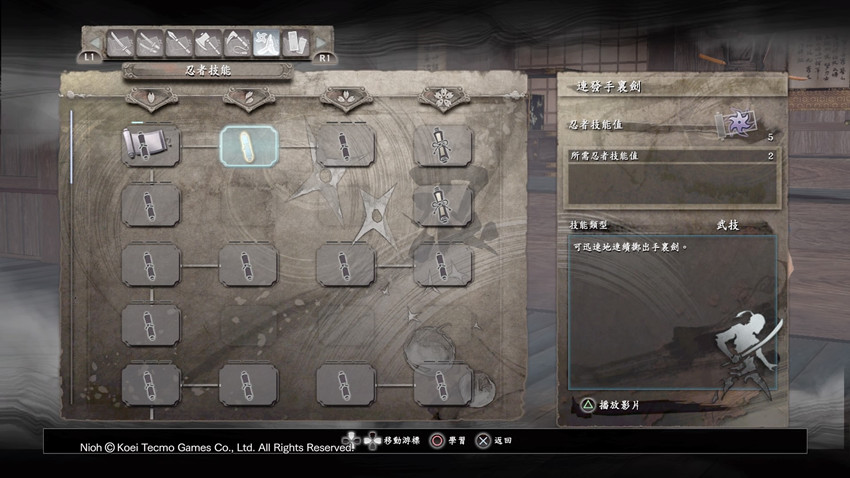 L1
R1
忍者技能
連發手裏劍
忍者技能值
5
所需忍者技能值 2
技能類型 武技
可迅速地連續擲出手裏劍。
播放影片
移動游標 學習 返回
Nioh © Koei Tecmo Games Co., Ltd. All Rights Reserved.